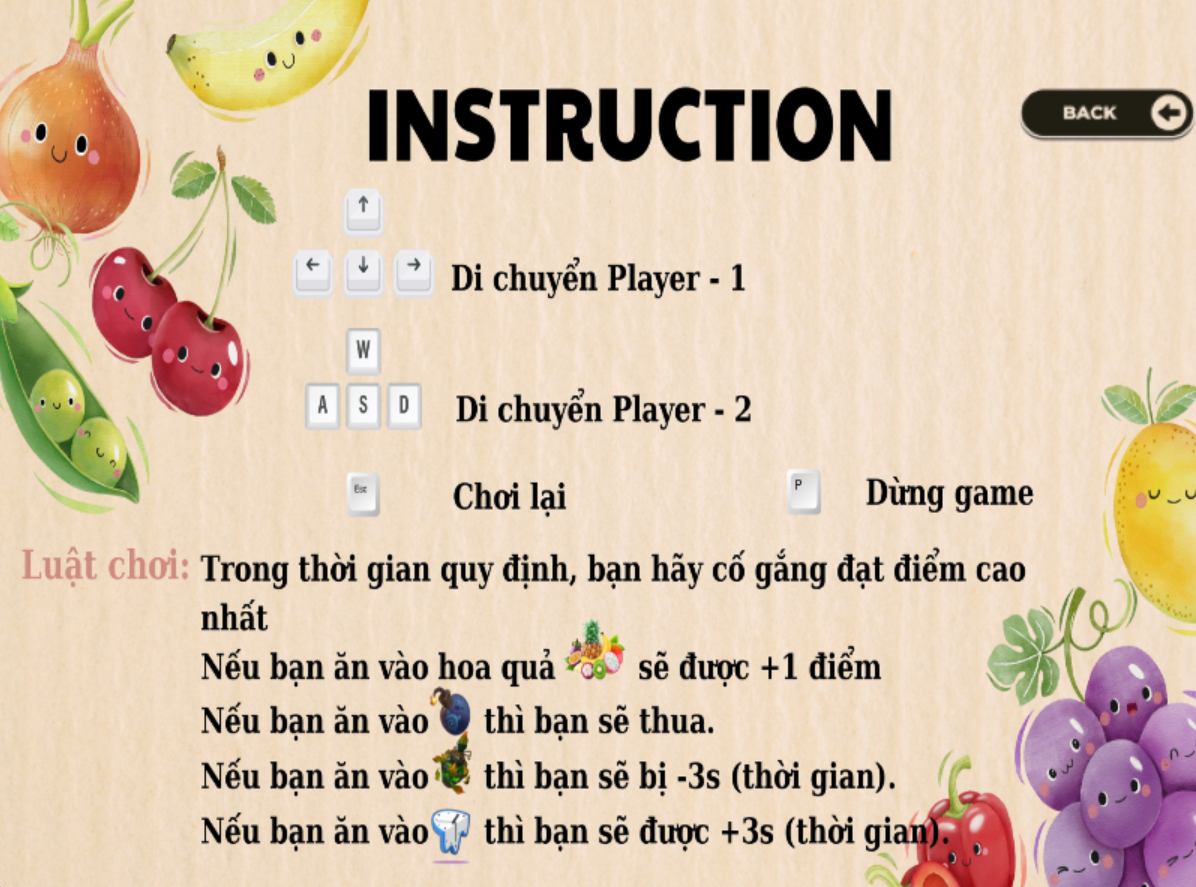 INSTRUCTION
BACK
↑
← ↓ →
Di chuyển Player - 1
W
A S D
Di chuyển Player - 2
Esc
Chơi lại
P
Dừng game
Luật chơi:
Trong thời gian quy định, bạn hãy cố gắng đạt điểm cao
nhất
Nếu bạn ăn vào hoa quả sẽ được +1 điểm
Nếu bạn ăn vào thì bạn sẽ thua.
Nếu bạn ăn vào thì bạn sẽ bị -3s (thời gian).
Nếu bạn ăn vào thì bạn sẽ được +3s (thời gian).